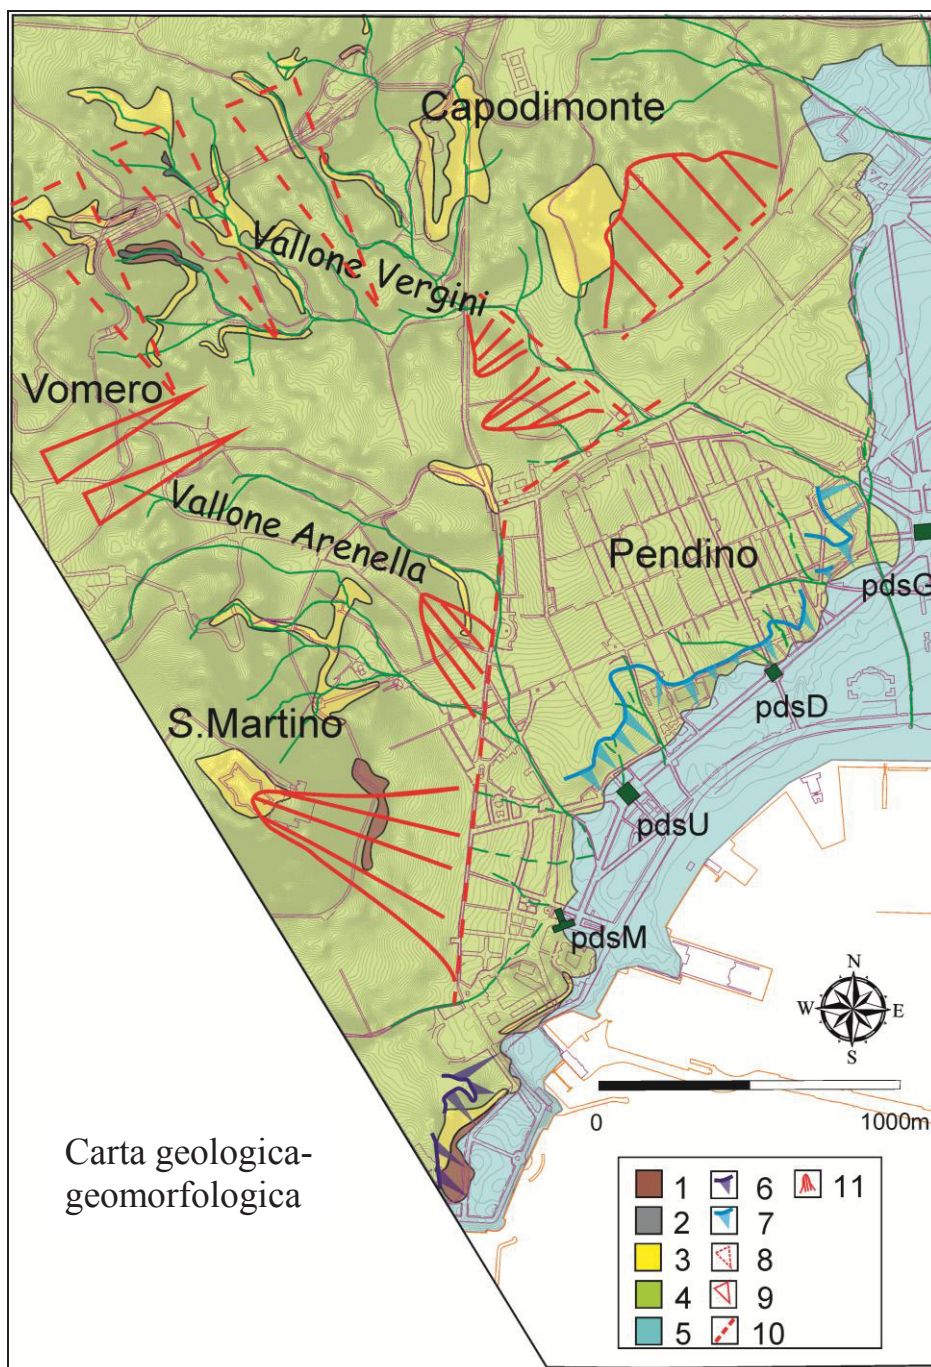 Capodimonte
Vallone Vergini
Vomero
Vallone Arenella
Pendino
pdsG
S.Martino
pdsD
pdsU
pdsM
N
W E
S
0 1000m
Carta geologica-
geomorfologica
1 6 11
2 7
3 8
4 9
5 10